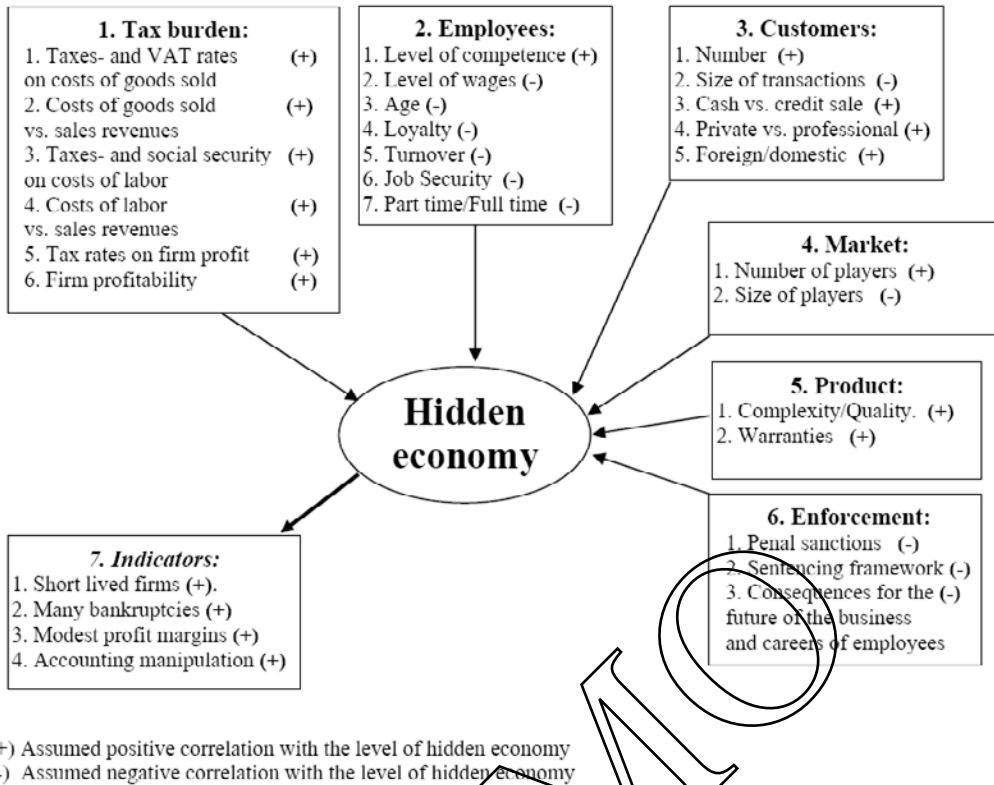 1. Tax burden:
1. Taxes- and VAT rates (+)
on costs of goods sold
2. Costs of goods sold (+)
vs. sales revenues
3. Taxes- and social security (+)
on costs of labor
4. Costs of labor (+)
vs. sales revenues
5. Tax rates on firm profit (+)
6. Firm profitability (+)
2. Employees:
1. Level of competence (+)
2. Level of wages (-)
3. Age (-)
4. Loyalty (-)
5. Turnover (-)
6. Job Security (-)
7. Part time/Full time (-)
3. Customers:
1. Number (+)
2. Size of transactions (-)
3. Cash vs. credit sale (+)
4. Private vs. professional (+)
5. Foreign/domestic (+)
4. Market:
1. Number of players (+)
2. Size of players (-)
5. Product:
1. Complexity/Quality. (+)
2. Warranties (+)
6. Enforcement:
1. Penal sanctions (-)
2. Sentencing framework (-)
3. Consequences for the (-)
future of the business
and careers of employees
Hidden
economy
7. Indicators:
1. Short lived firms (+).
2. Many bankruptcies (+)
3. Modest profit margins (+)
4. Accounting manipulation (+)
+) Assumed positive correlation with the level of hidden economy
-) Assumed negative correlation with the level of hidden economy
MO